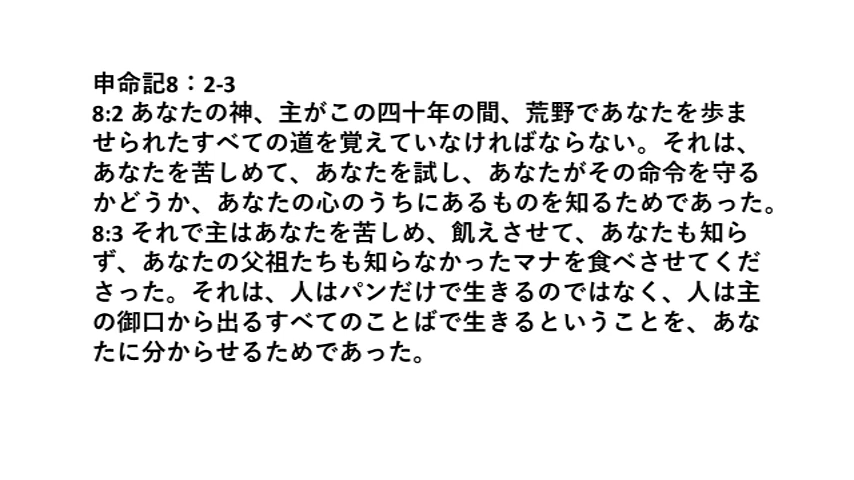 申命記8：2-3
8:2 あなたの神、主がこの四十年の間、荒野であなたを歩ま
せられたすべての道を覚えていなければならない。それは、
あなたを苦しめて、あなたを試し、あなたがその命令を守る
かどうか、あなたの心のうちにあるものを知るためであった。
8:3 それで主はあなたを苦しめ、飢えさせて、あなたも知ら
ず、あなたの父祖たちも知らなかったマナを食べさせてくだ
さった。それは、人はパンだけで生きるのではなく、人は主
の御口から出るすべてのことばで生きるということを、あな
たに分からせるためであった。